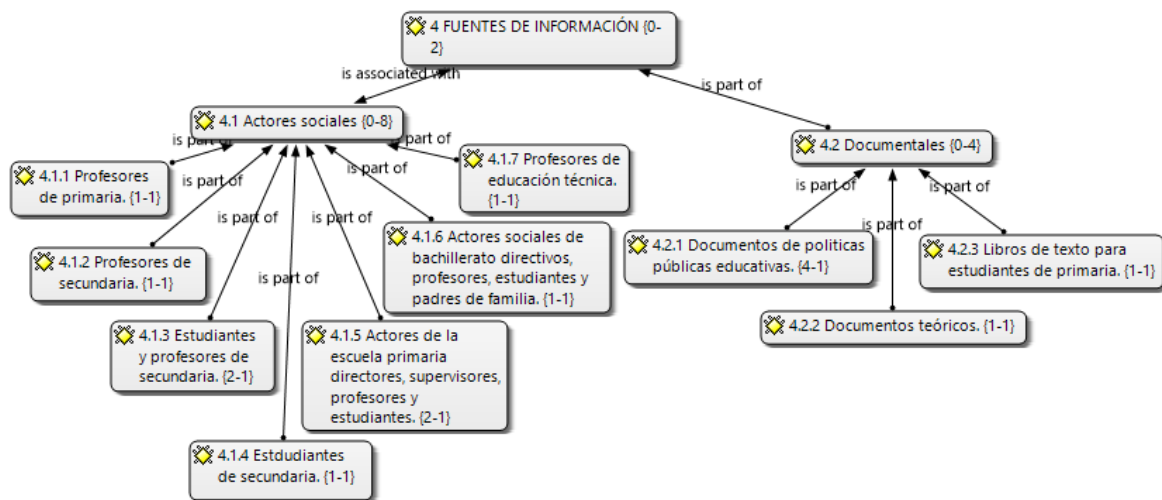 4 FUENTES DE INFORMACIÓN {0-
2}
is associated with
is part of
4.1 Actores sociales {0-8}
4.2 Documentales {0-4}
is part of
is part of
4.1.1 Profesores
de primaria. {1-1}
4.1.7 Profesores de
educación técnica.
{1-1}
is part of
is part of
is part of
is part of
is part of
is part of
is part of
is part of
4.1.2 Profesores de
secundaria. {1-1}
4.1.6 Actores sociales de
bachillerato directivos,
profesores, estudiantes y
padres de familia. {1-1}
4.2.1 Documentos de politicas
públicas educativas. {4-1}
4.2.3 Libros de texto para
estudiantes de primaria. {1-1}
4.1.3 Estudiantes
y profesores de
secundaria. {2-1}
4.1.5 Actores de la
escuela primaria
directores, supervisores,
profesores y
estudiantes. {2-1}
4.2.2 Documentos teóricos. {1-1}
4.1.4 Estdudiantes
de secundaria. {1-1}